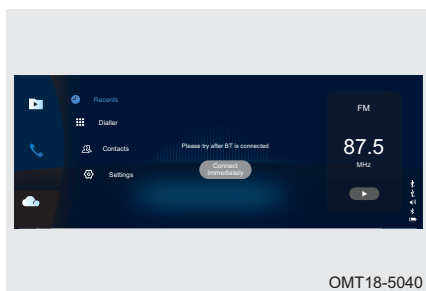 Recents
Dialler
Contacts
Settings
Please try after BT is connected
Connect
Immediately
FM
87.5
MHz
OMT18-5040